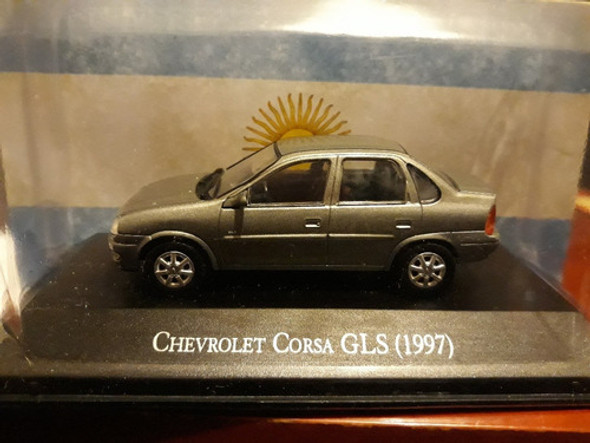 CHEVROLET CORSA GLS (1997)